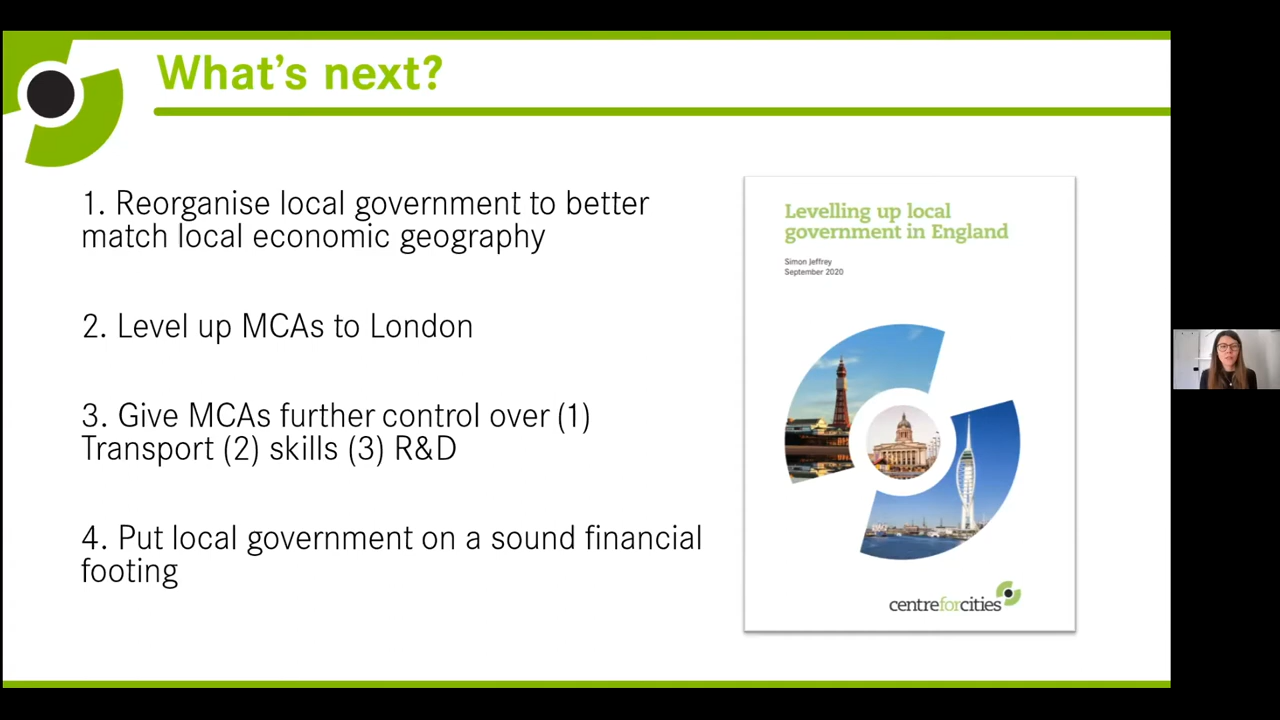 What's next?
1. Reorganise local government to better
match local economic geography
2. Level up MCAs to London
3. Give MCAs further control over (1)
Transport (2) skills (3) R&D
4. Put local government on a sound financial
footing
Levelling up local
government in England
Simon Jeffrey
September 2020
centreforcities